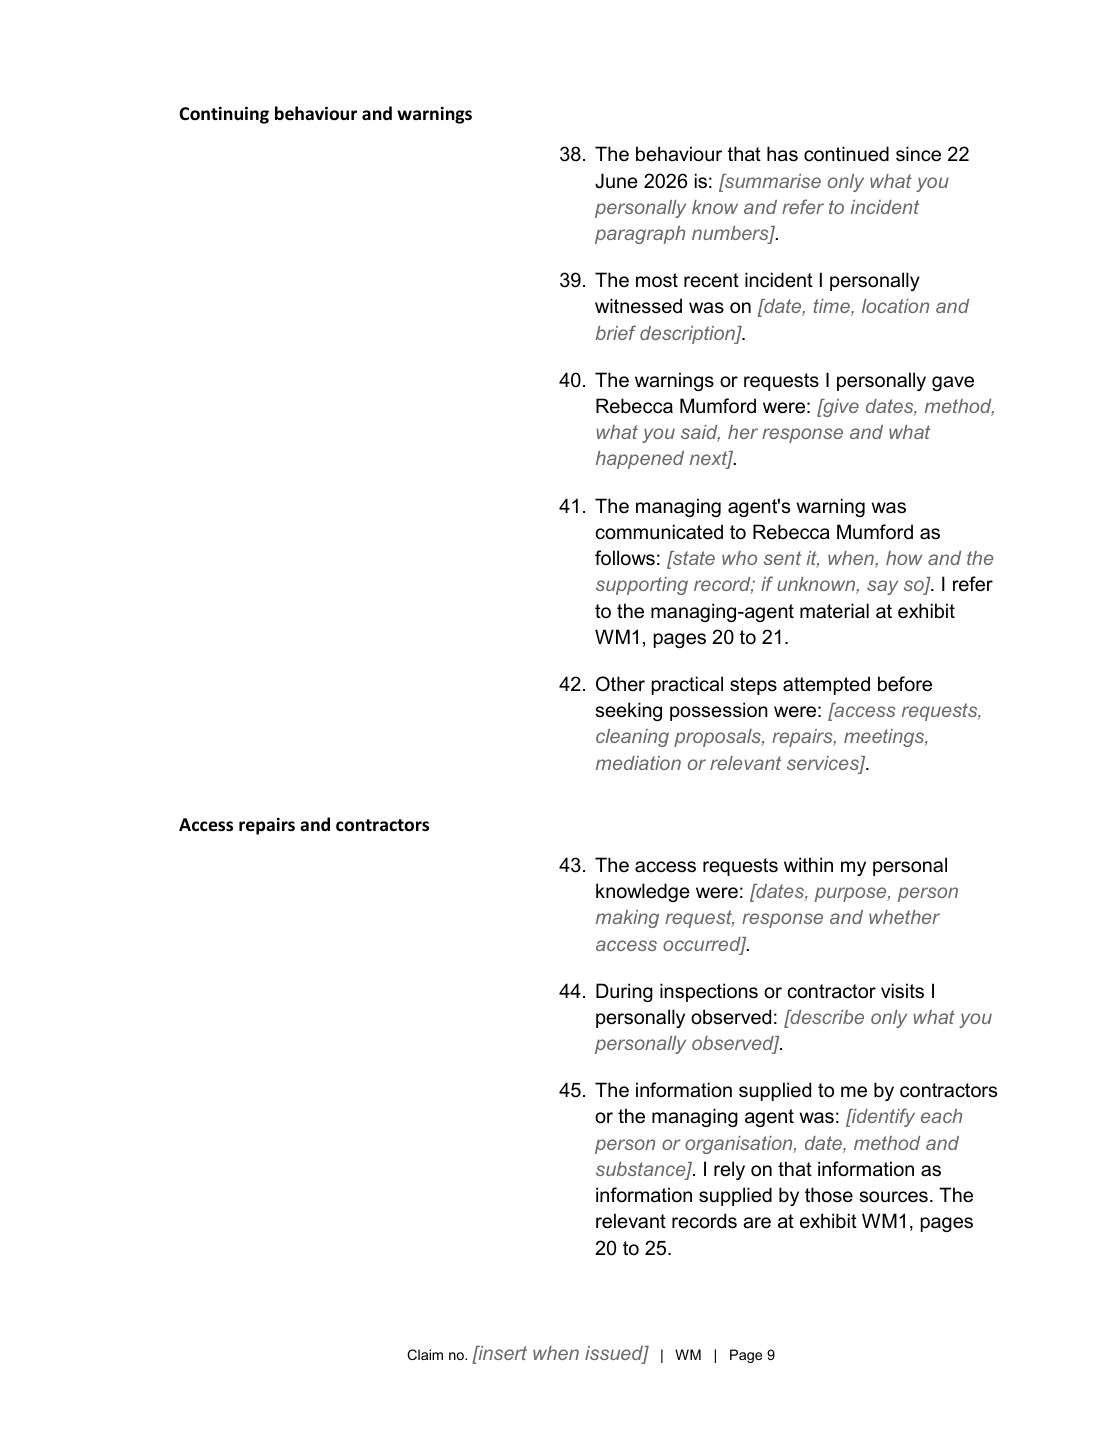 Continuing behaviour and warnings
38. The behaviour that has continued since 22
June 2026 is: [summarise only what you
personally know and refer to incident
paragraph numbers].
39. The most recent incident I personally
witnessed was on [date, time, location and
brief description].
40. The warnings or requests I personally gave
Rebecca Mumford were: [give dates, method,
what you said, her response and what
happened next].
41. The managing agent's warning was
communicated to Rebecca Mumford as
follows: [state who sent it, when, how and the
supporting record; if unknown, say so]. I refer
to the managing-agent material at exhibit
WM1, pages 20 to 21.
42. Other practical steps attempted before
seeking possession were: [access requests,
cleaning proposals, repairs, meetings,
mediation or relevant services].
Access repairs and contractors
43. The access requests within my personal
knowledge were: [dates, purpose, person
making request, response and whether
access occurred].
44. During inspections or contractor visits I
personally observed: [describe only what you
personally observed].
45. The information supplied to me by contractors
or the managing agent was: [identify each
person or organisation, date, method and
substance]. I rely on that information as
information supplied by those sources. The
relevant records are at exhibit WM1, pages
20 to 25.
Claim no. [insert when issued] | WM | Page 9